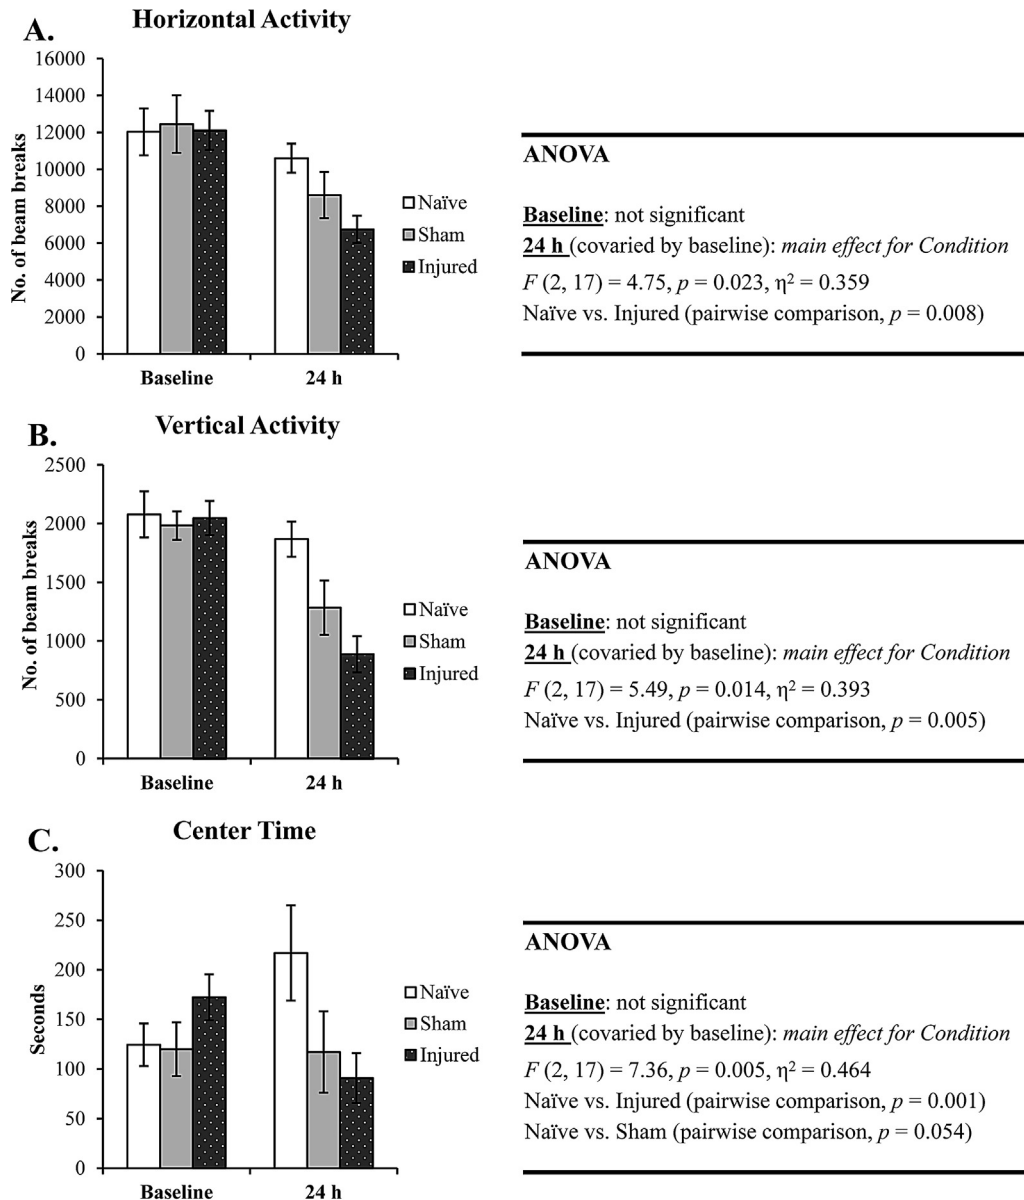 A.
Horizontal Activity
No. of beam breaks
16000
14000
12000
10000
8000
6000
4000
2000
0
Baseline
24 h
Naïve
Sham
Injured
ANOVA
Baseline: not significant
24 h (covaried by baseline): main effect for Condition
F (2, 17) = 4.75, p = 0.023, η² = 0.359
Naïve vs. Injured (pairwise comparison, p = 0.008)
B.
Vertical Activity
No. of beam breaks
2500
2000
1500
1000
500
0
Baseline
24 h
Naïve
Sham
Injured
ANOVA
Baseline: not significant
24 h (covaried by baseline): main effect for Condition
F (2, 17) = 5.49, p = 0.014, η² = 0.393
Naïve vs. Injured (pairwise comparison, p = 0.005)
C.
Center Time
Seconds
300
250
200
150
100
50
0
Baseline
24 h
Naïve
Sham
Injured
ANOVA
Baseline: not significant
24 h (covaried by baseline): main effect for Condition
F (2, 17) = 7.36, p = 0.005, η² = 0.464
Naïve vs. Injured (pairwise comparison, p = 0.001)
Naïve vs. Sham (pairwise comparison, p = 0.054)